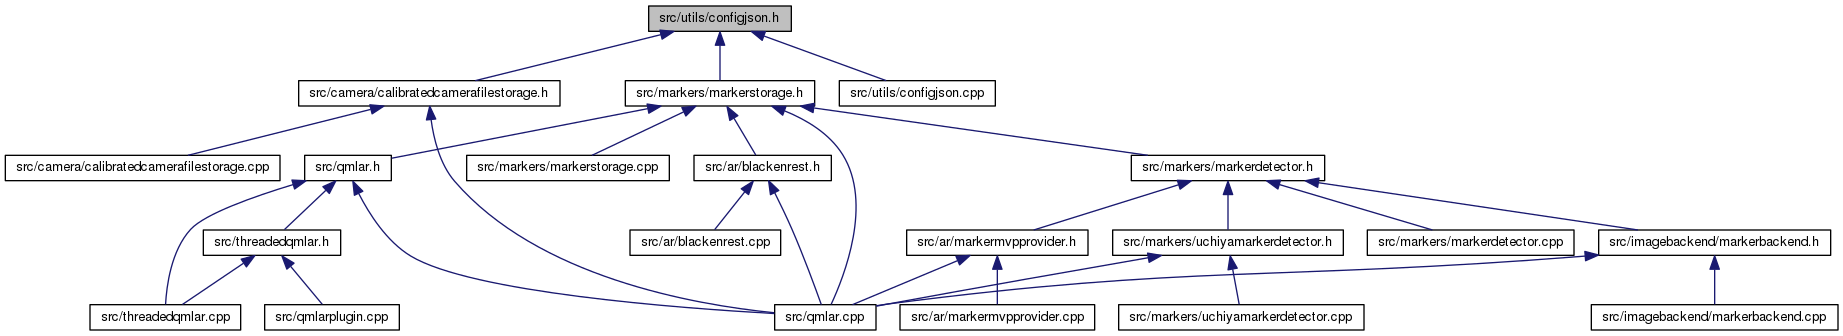 src/utils/configjson.h
src/camera/calibratedcamerafilestorage.h
src/markers/markerstorage.h
src/utils/configjson.cpp
src/camera/calibratedcamerafilestorage.cpp
src/qmlar.h
src/markers/markerstorage.cpp
src/ar/blackenrest.h
src/markers/markerdetector.h
src/threadedqmlar.h
src/ar/blackenrest.cpp
src/ar/markermvpprovider.h
src/markers/uchiyamarkerdetector.h
src/markers/markerdetector.cpp
src/imagebackend/markerbackend.h
src/threadedqmlar.cpp
src/qmlarplugin.cpp
src/qmlar.cpp
src/ar/markermvpprovider.cpp
src/markers/uchiyamarkerdetector.cpp
src/imagebackend/markerbackend.cpp